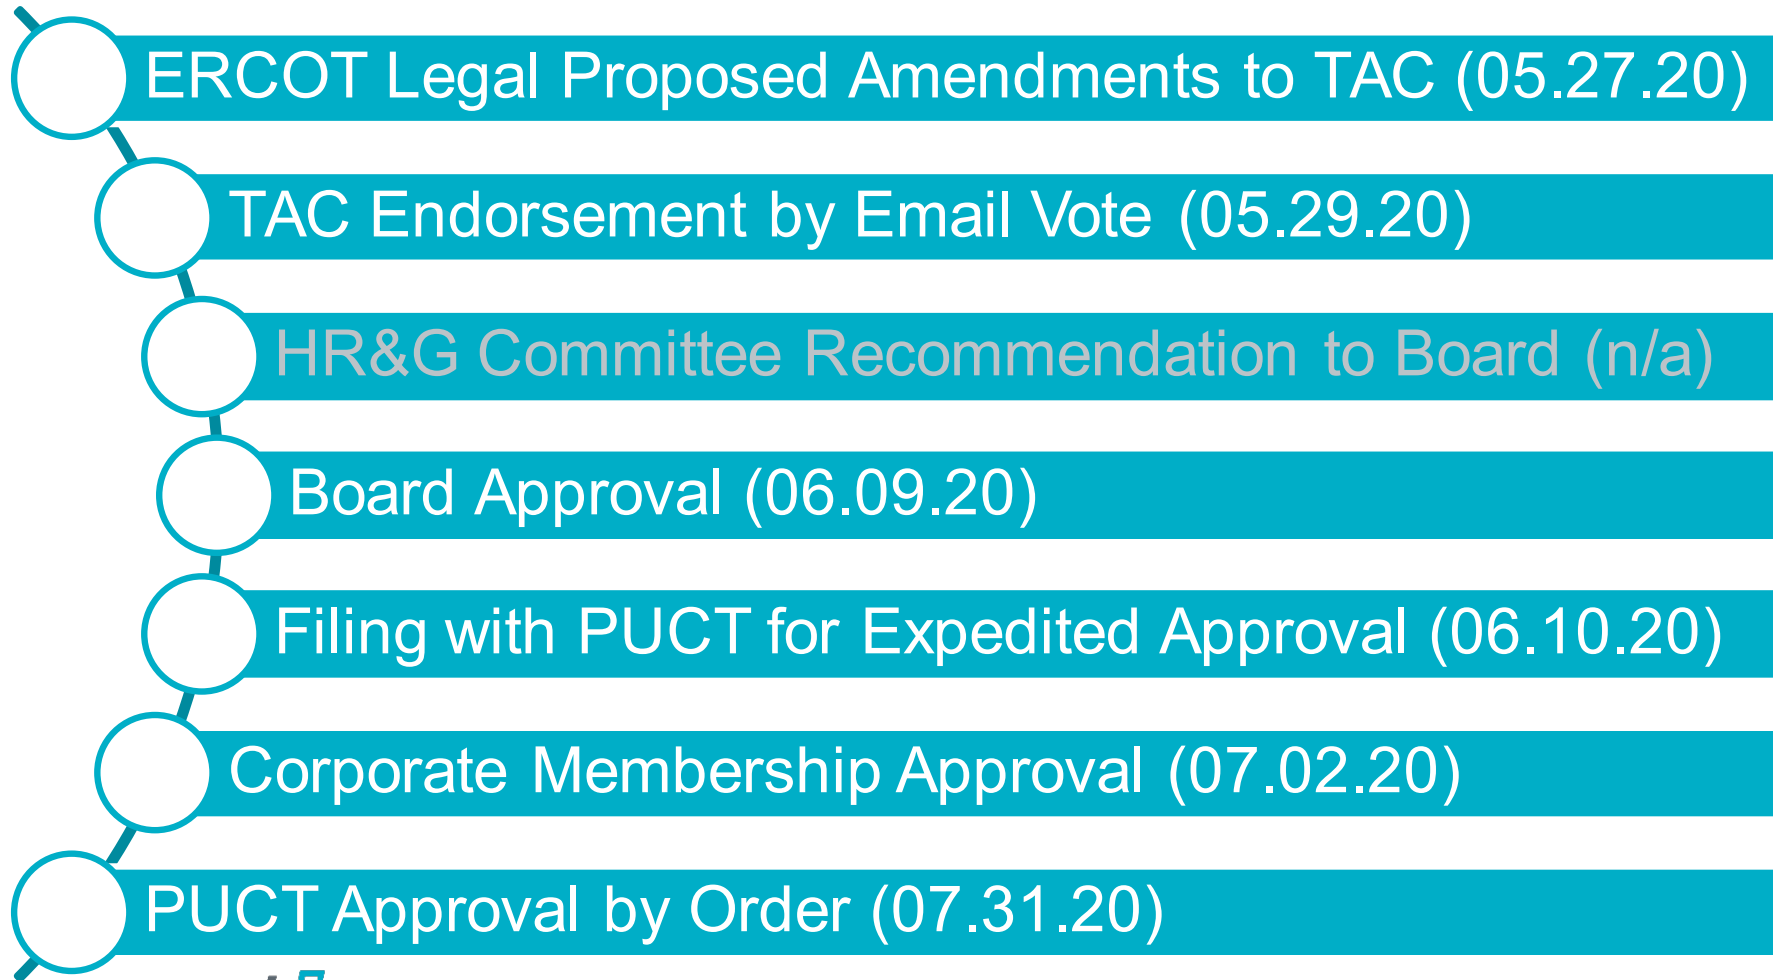 ERCOT Legal Proposed Amendments to TAC (05.27.20)
TAC Endorsement by Email Vote (05.29.20)
HR&G Committee Recommendation to Board (n/a)
Board Approval (06.09.20)
Filing with PUCT for Expedited Approval (06.10.20)
Corporate Membership Approval (07.02.20)
PUCT Approval by Order (07.31.20)